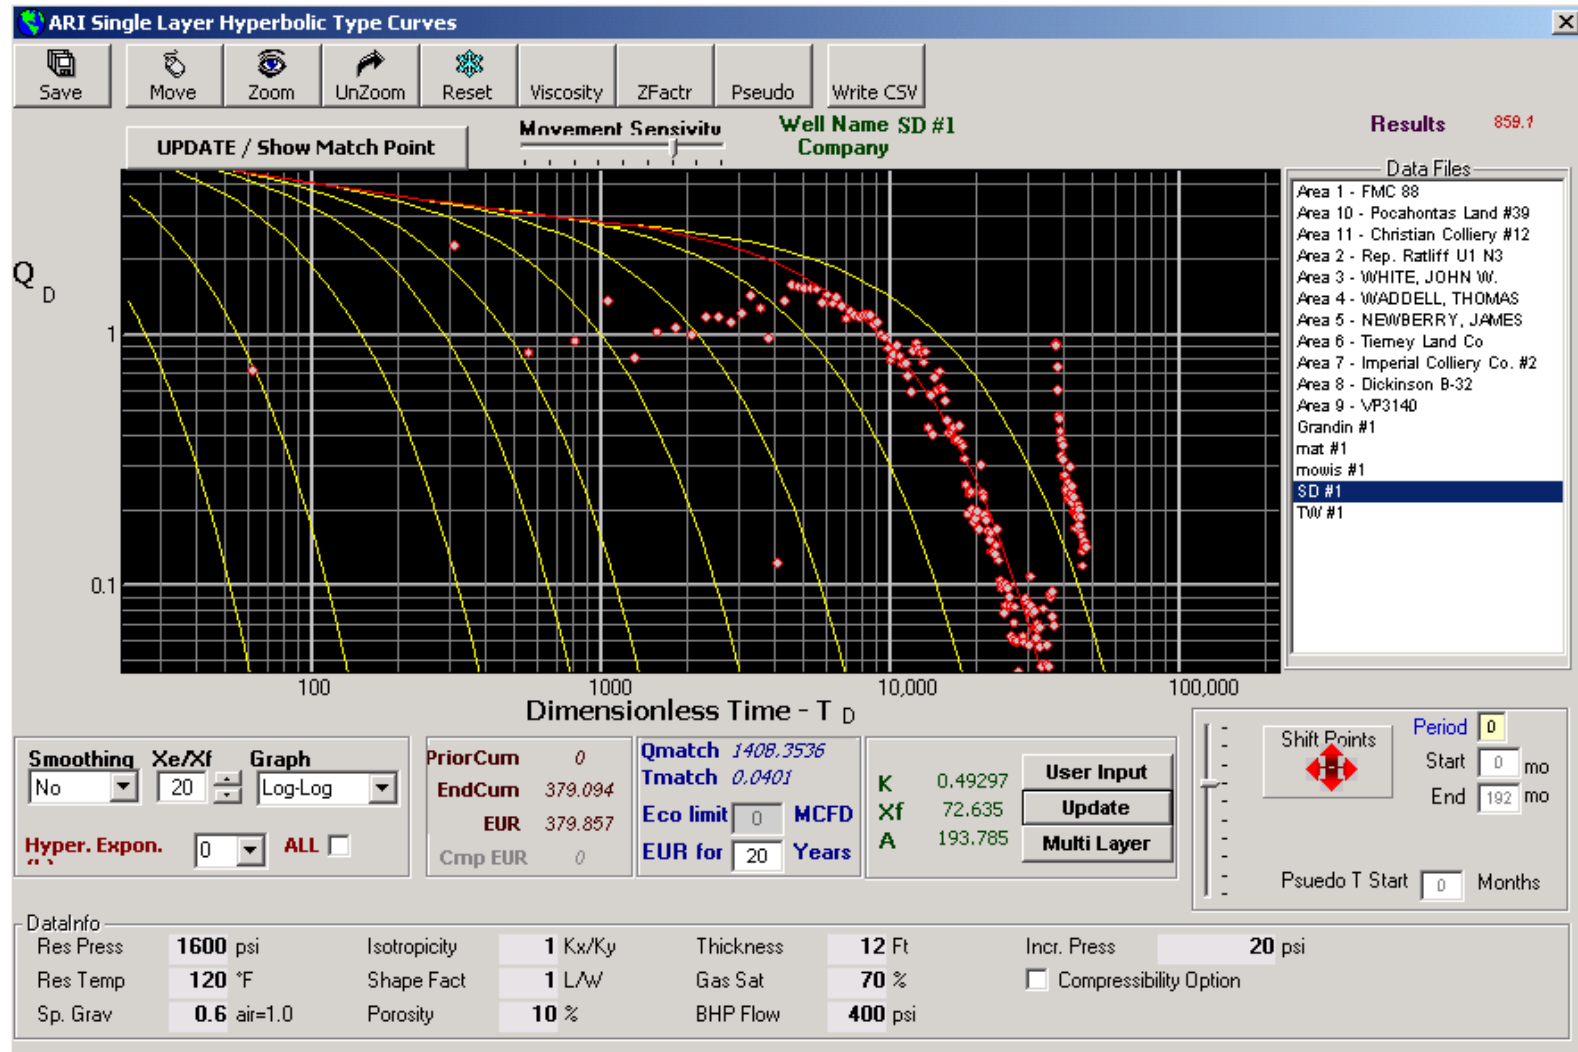 ARI Single Layer Hyperbolic Type Curves
Save Move Zoom UnZoom Reset Viscosity ZFactr Pseudo Write CSV
UPDATE / Show Match Point
Movement Sensivity
Well Name SD #1
Company
Results 859.1
Data Files
Area 1 - FMC 88
Area 10 - Pocahontas Land #39
Area 11 - Christian Colliery #12
Area 2 - Rep. Ratliff U1 N3
Area 3 - WHITE, JOHN W.
Area 4 - WADDELL, THOMAS
Area 5 - NEWBERRY, JAMES
Area 6 - Tierney Land Co
Area 7 - Imperial Colliery Co. #2
Area 8 - Dickinson B-32
Area 9 - VP3140
Grandin #1
mat #1
mowis #1
SD #1
TW #1
Q D
1
0.1
100 1000 10,000 100,000
Dimensionless Time - T D
Smoothing Xe/Xf Graph
No 20 Log-Log
Hyper. Expon. 0 ALL
PriorCum 0
EndCum 379.094
EUR 379.857
Cmp EUR 0
Qmatch 1408.3536
Tmatch 0.0401
Eco limit 0 MCFD
EUR for 20 Years
K 0.49297
Xf 72.635
A 193.785
User Input
Update
Multi Layer
Shift Points
Period 0
Start 0 mo
End 192 mo
Psuedo T Start 0 Months
DataInfo
Res Press 1600 psi Isotropicity 1 Kx/Ky Thickness 12 Ft Incr. Press 20 psi
Res Temp 120 °F Shape Fact 1 L/W Gas Sat 70 % Compressibility Option
Sp. Grav 0.6 air=1.0 Porosity 10 % BHP Flow 400 psi